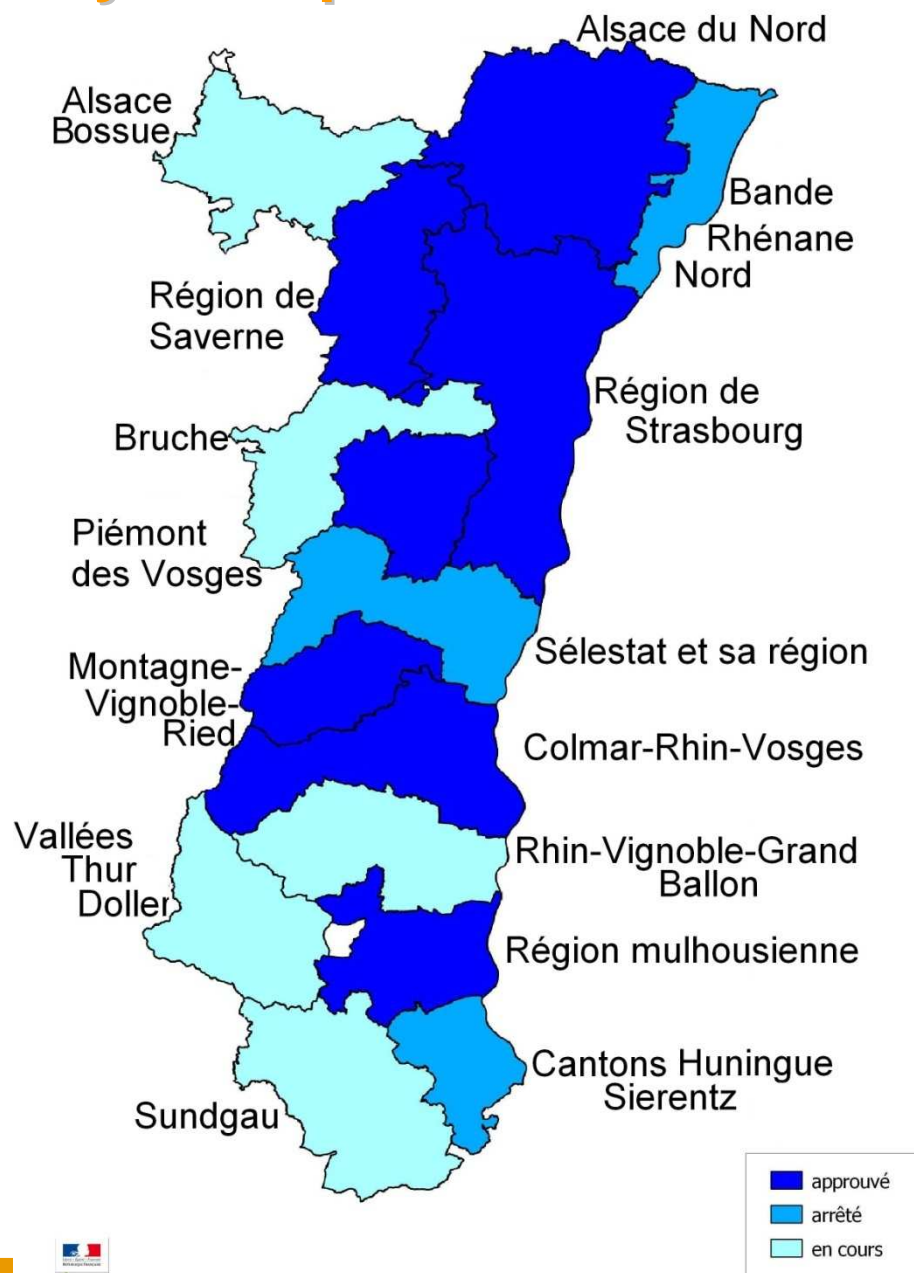 Alsace du Nord
Alsace
Bossue
Bande
Rhénane
Nord
Région de
Saverne
Région de
Strasbourg
Bruche
Piémont
des Vosges
Sélestat et sa région
Montagne-
Vignoble-
Ried
Colmar-Rhin-Vosges
Vallées
Thur
Doller
Rhin-Vignoble-Grand
Ballon
Région mulhousienne
Cantons Huningue
Sierentz
Sundgau
approuvé
arrêté
en cours